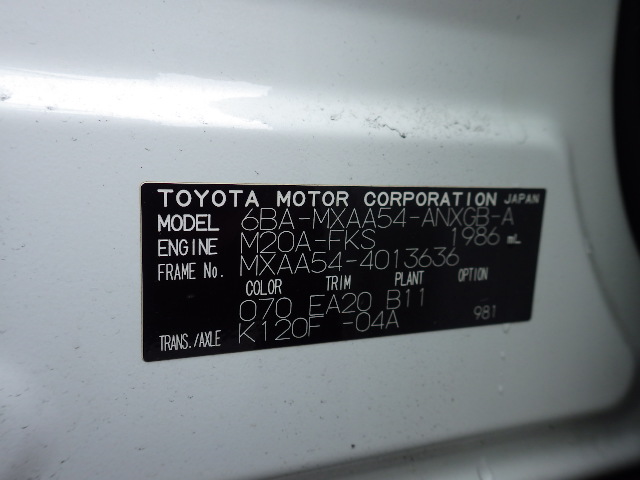 TOYOTA MOTOR CORPORATION JAPAN
MODEL 6BA-MXAA54-ANXGB-A
ENGINE M20A-FKS 1986 mL
FRAME No. MXAA54-4013636
COLOR TRIM PLANT OPTION
070 EA20 B11 981
TRANS./AXLE K120F -04A